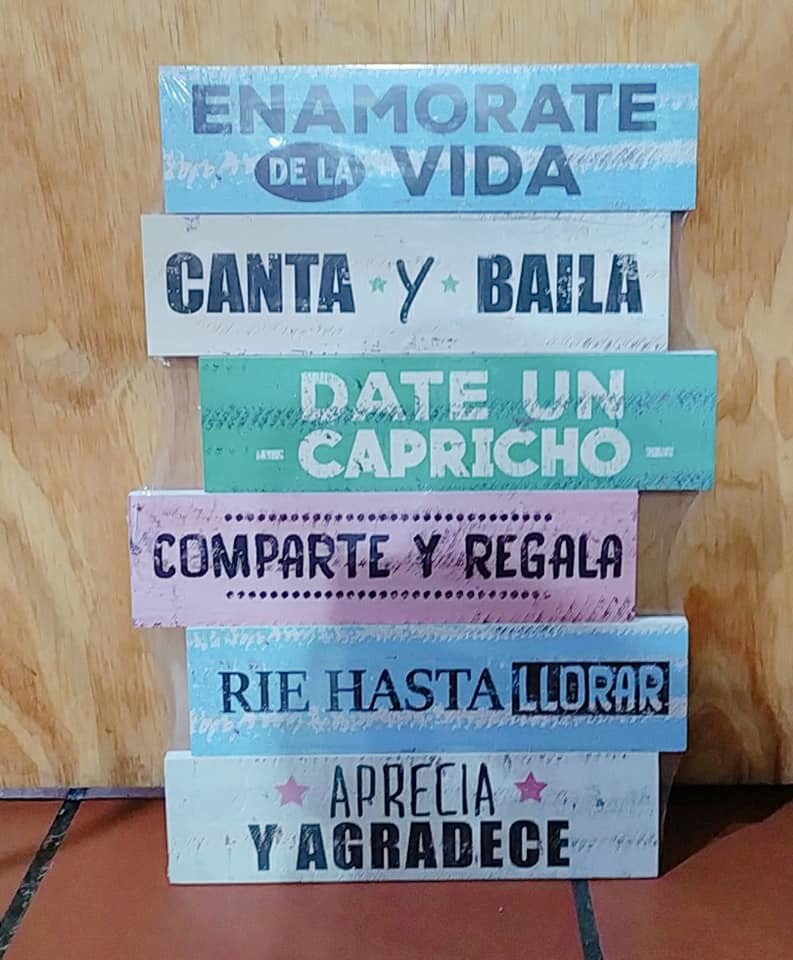 ENAMORATE
DE LA VIDA
CANTA Y BAILA
DATE UN
CAPRICHO
COMPARTE Y REGALA
RIE HASTA LLORAR
APRECIA
Y AGRADECE